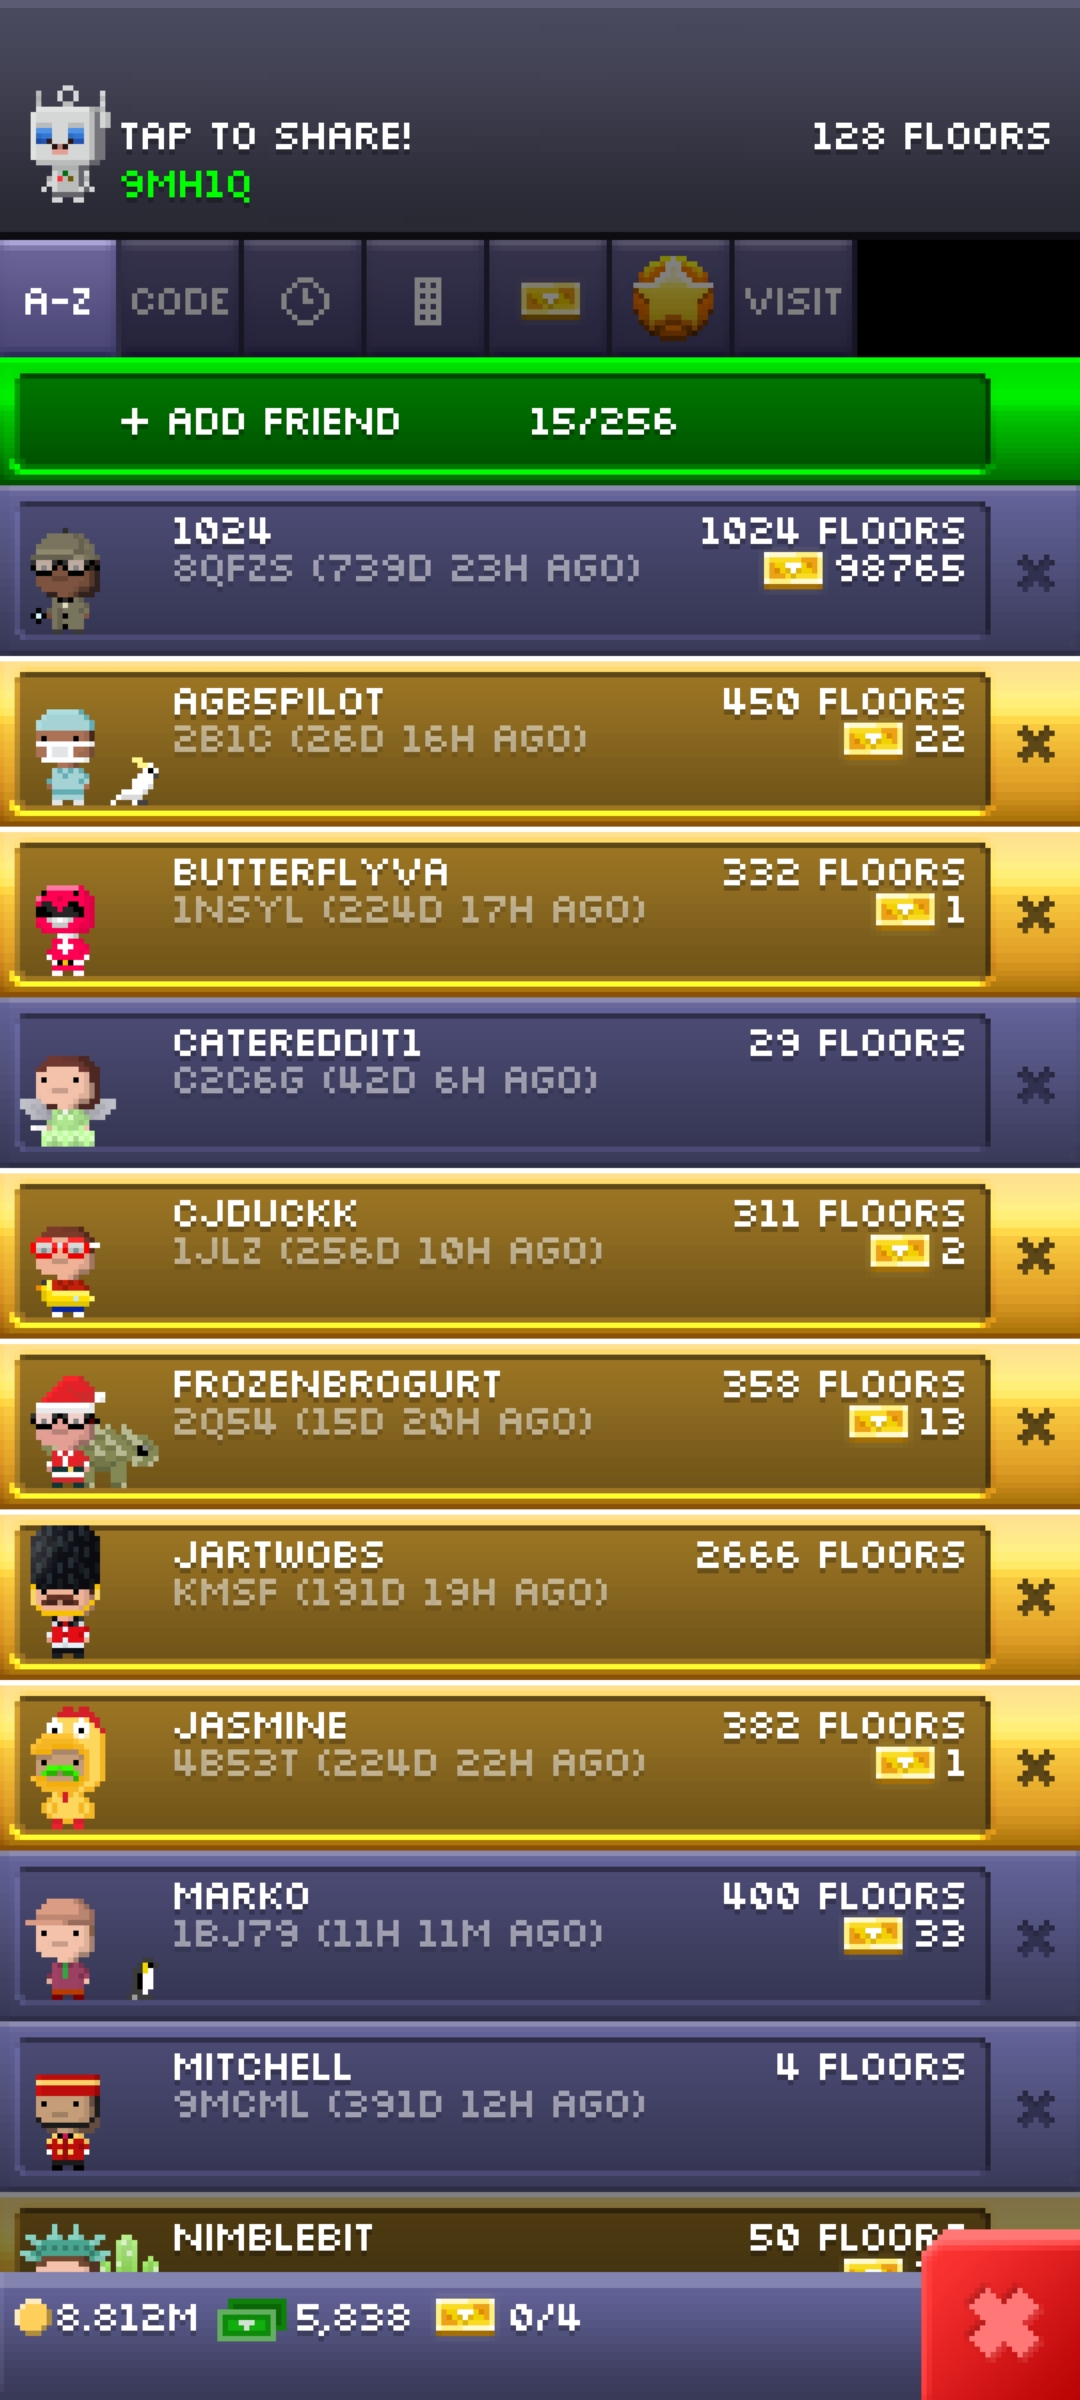 TAP TO SHARE!
128 FLOORS
9MH1Q
A-Z
CODE
VISIT
+ ADD FRIEND
15/256
1024
1024 FLOORS
8QFZS (739D 23H AGO)
98765
AGB5PILOT
450 FLOORS
2B1C (26D 16H AGO)
22
BUTTERFLYVA
332 FLOORS
1NSYL (224D 17H AGO)
1
CATEREDDIT1
29 FLOORS
C2C6G (42D 6H AGO)
CJDUCKK
311 FLOORS
1JLZ (256D 10H AGO)
2
FROZENBROGURT
358 FLOORS
2Q54 (15D 20H AGO)
13
JARTWOBS
2666 FLOORS
KMSF (191D 19H AGO)
JASMINE
382 FLOORS
4B53T (224D 22H AGO)
1
MARKO
400 FLOORS
1BJ79 (11H 11M AGO)
33
MITCHELL
4 FLOORS
9MCML (391D 12H AGO)
NIMBLEBIT
50 FLOORS
8.812M
5,838
0/4